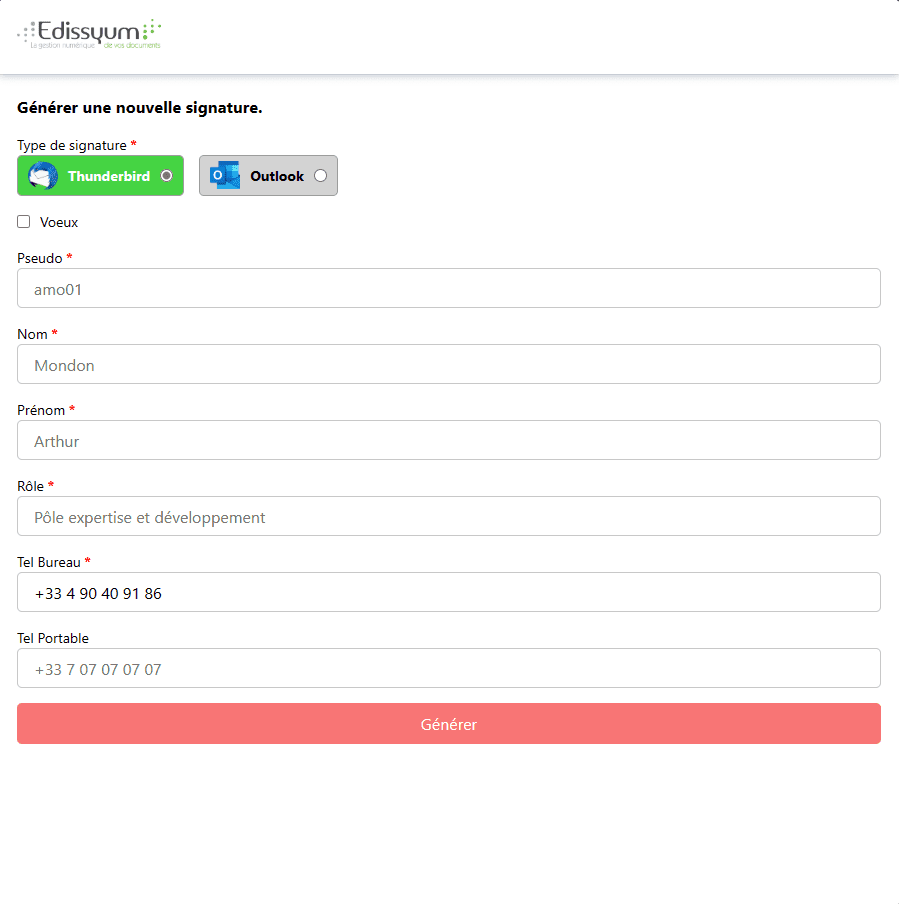 Edissyum
La gestion numérique de vos documents
Générer une nouvelle signature.
Type de signature *
Thunderbird
Outlook
Voeux
Pseudo *
amo01
Nom *
Mondon
Prénom *
Arthur
Rôle *
Pôle expertise et développement
Tel Bureau *
+33 4 90 40 91 86
Tel Portable
+33 7 07 07 07 07
Générer